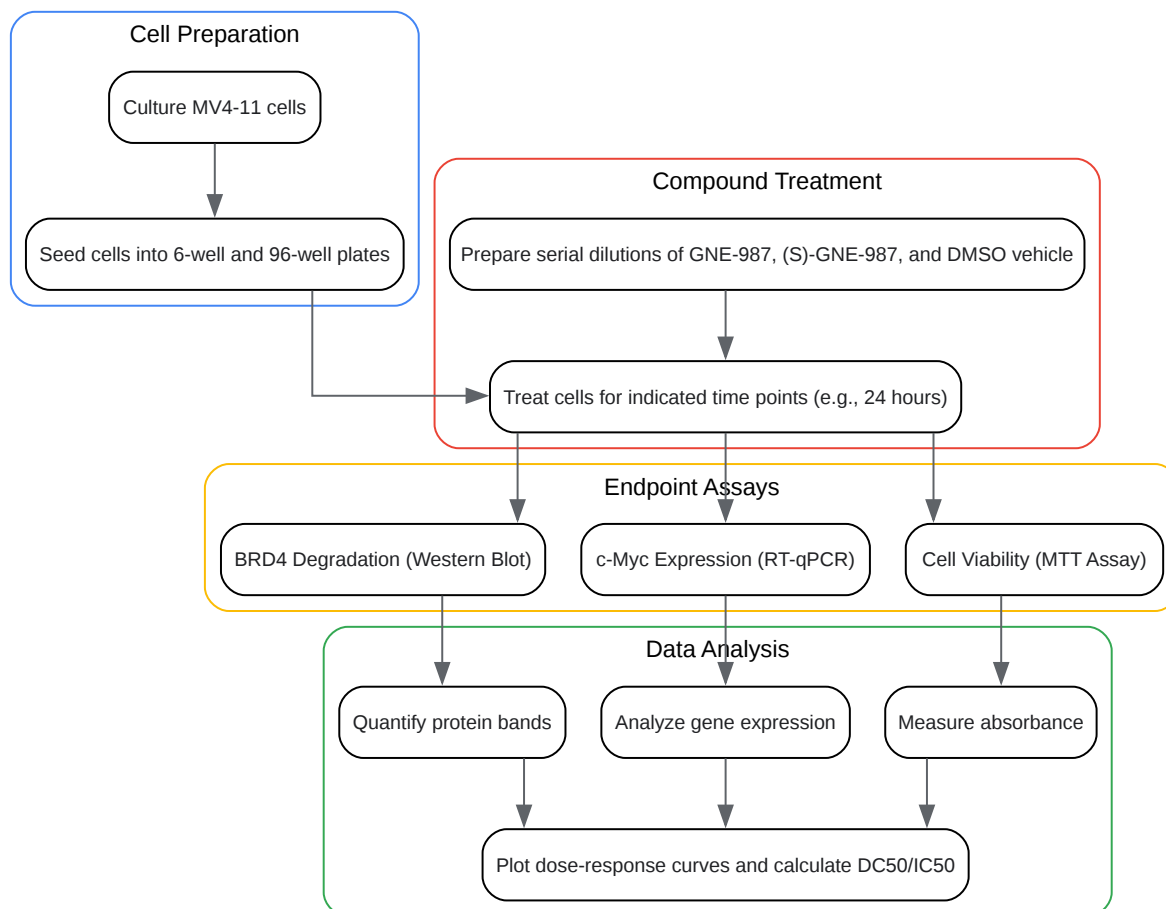 Cell Preparation
Culture MV4-11 cells
Seed cells into 6-well and 96-well plates
Compound Treatment
Prepare serial dilutions of GNE-987, (S)-GNE-987, and DMSO vehicle
Treat cells for indicated time points (e.g., 24 hours)
Endpoint Assays
BRD4 Degradation (Western Blot)
c-Myc Expression (RT-qPCR)
Cell Viability (MTT Assay)
Data Analysis
Quantify protein bands
Analyze gene expression
Measure absorbance
Plot dose-response curves and calculate DC50/IC50